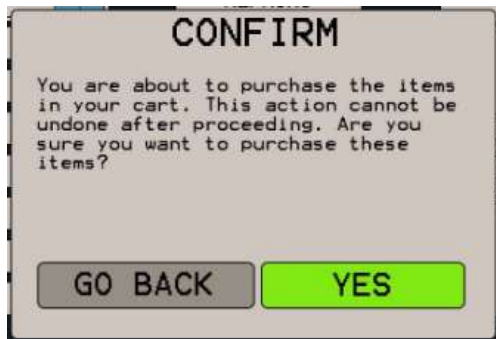 CONFIRM
You are about to purchase the items
in your cart. This action cannot be
undone after proceeding. Are you
sure you want to purchase these
items?
GO BACK
YES